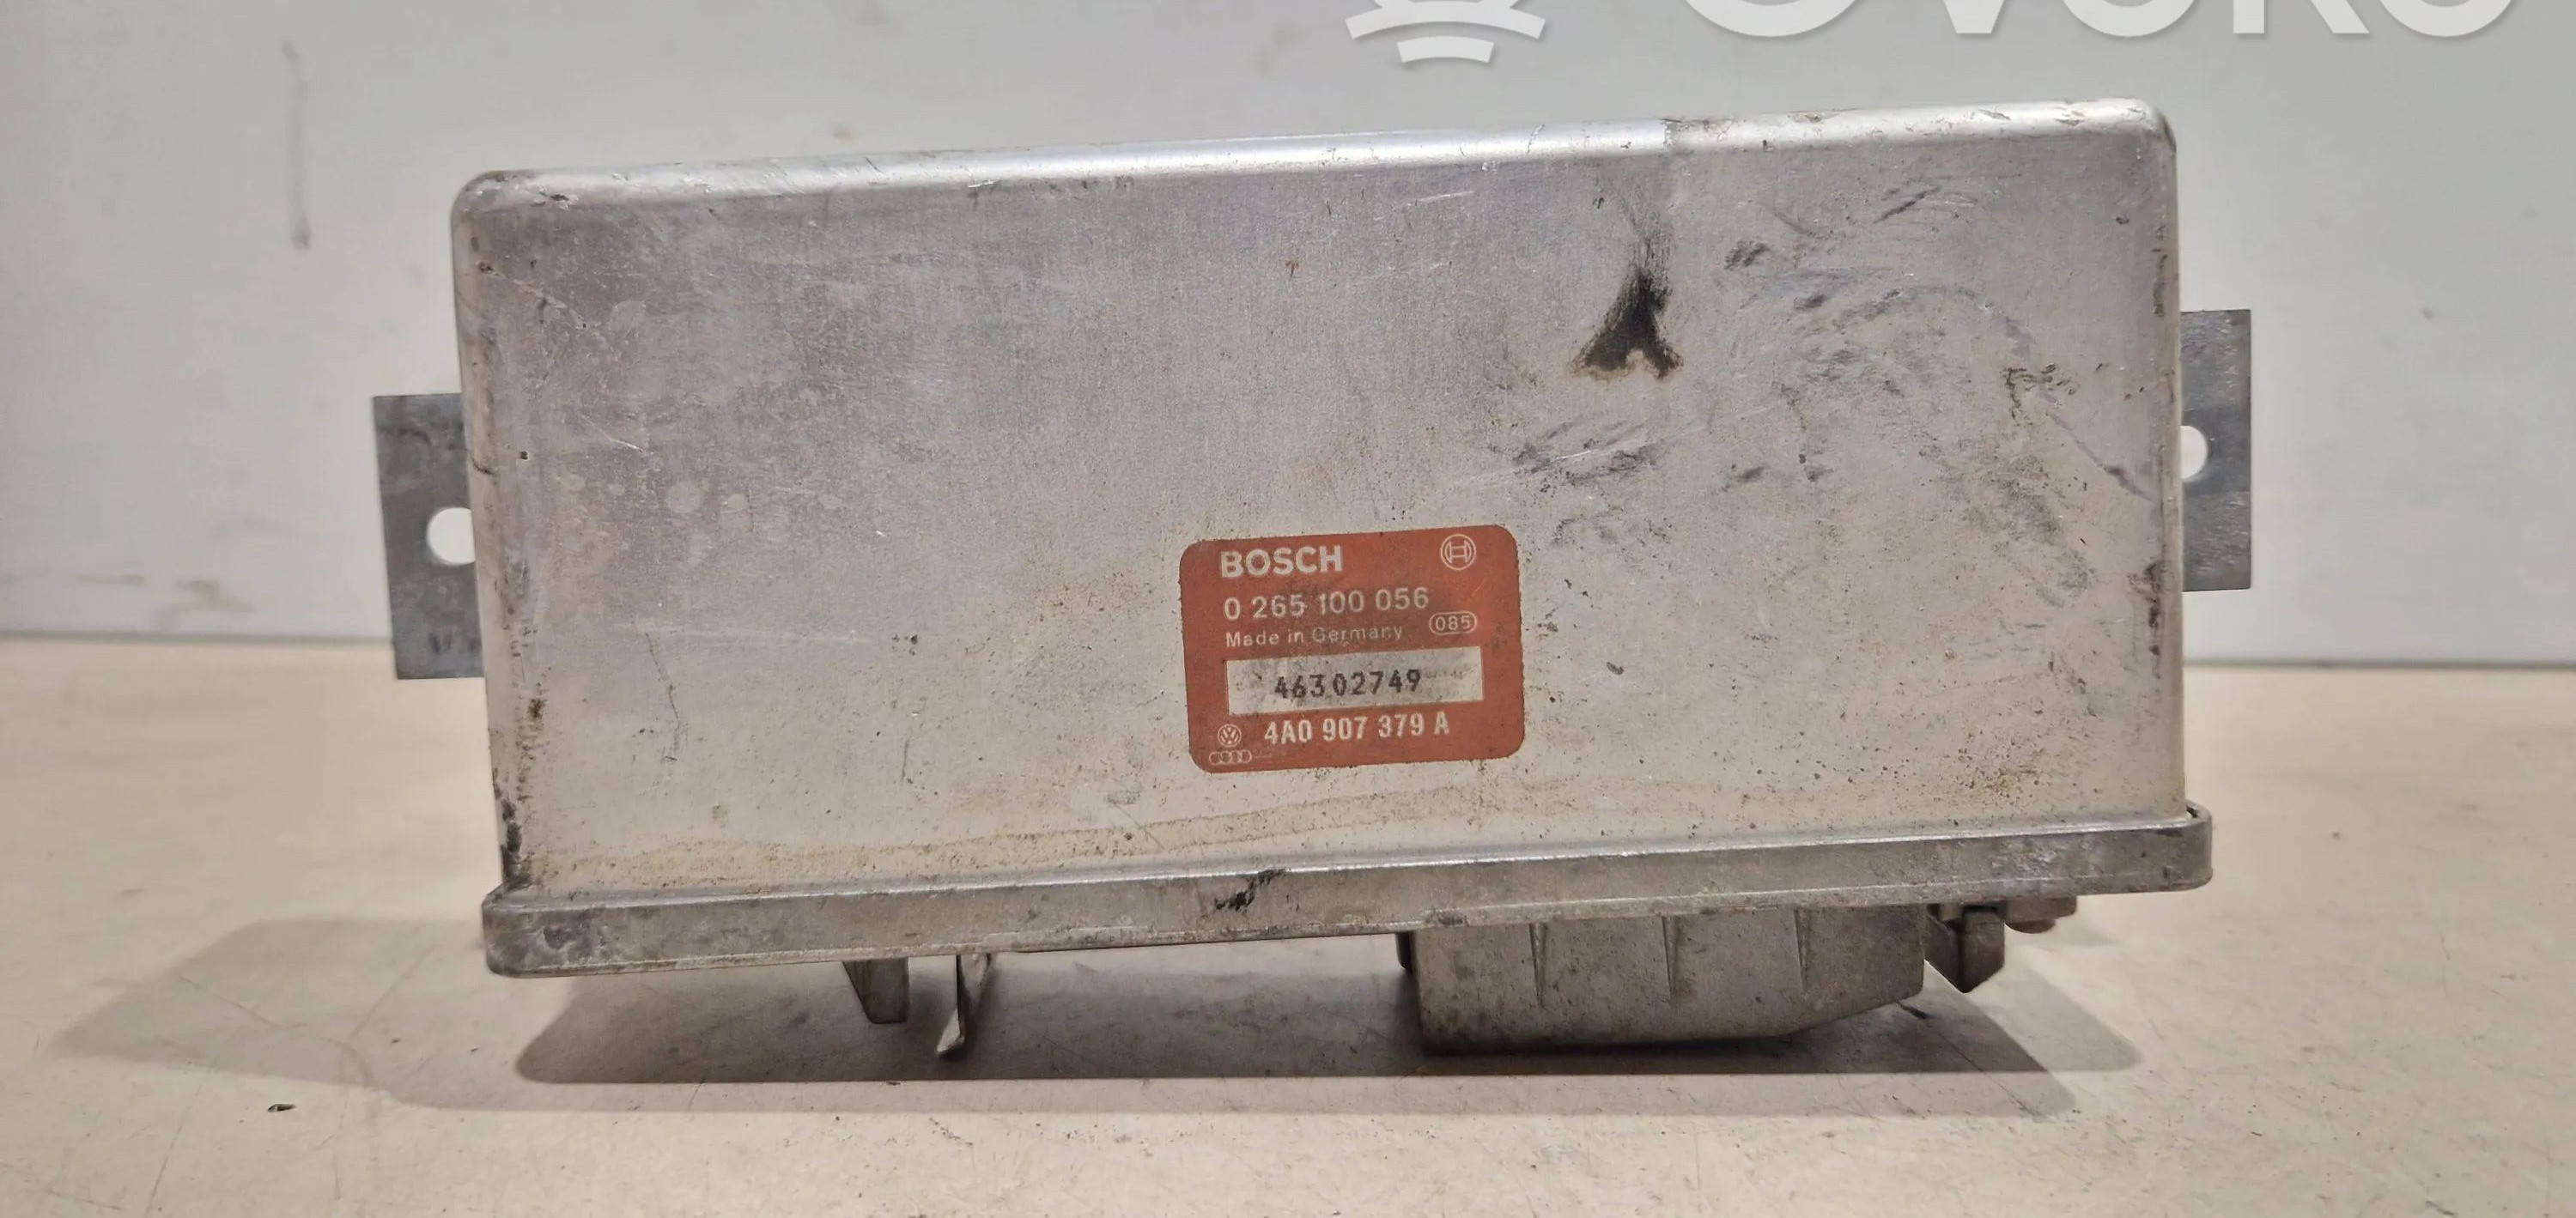 BOSCH
0 265 100 056
Made in Germany 085
46302749
4A0 907 379 A